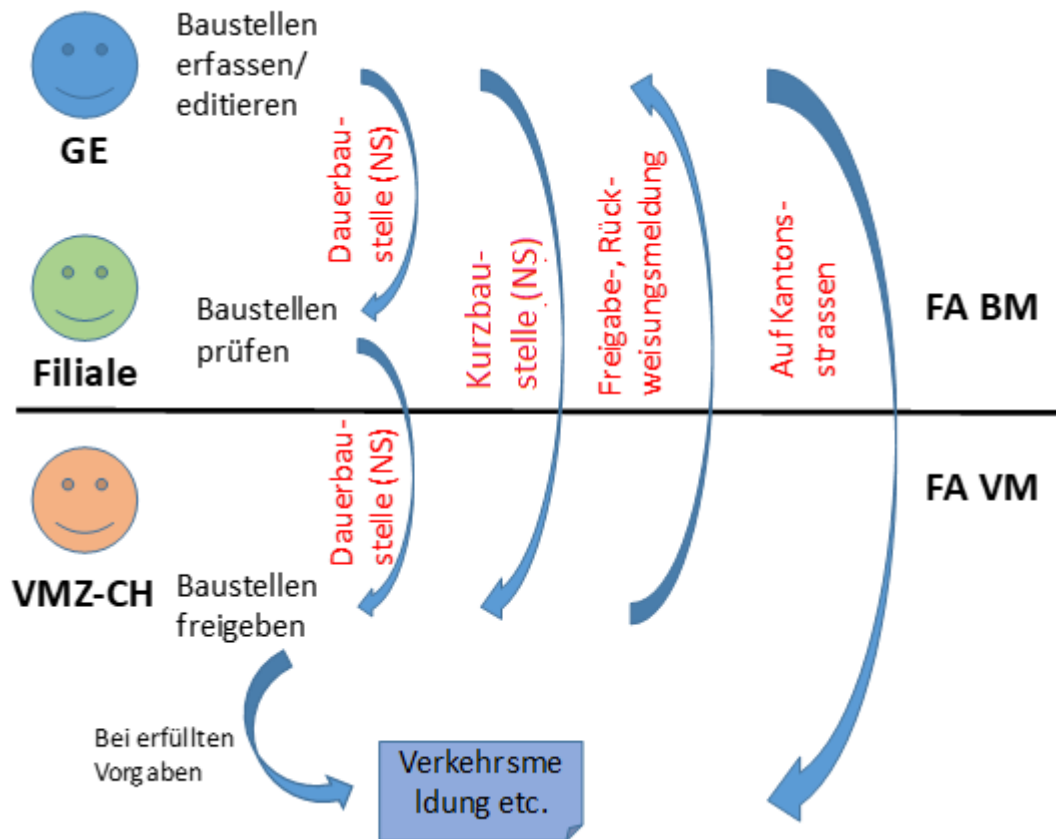 Baustellen
erfassen/
editieren
GE
Dauerbau-
stelle (NS)
Kurzbau-
stelle (NS)
Freigabe-, Rück-
weisungsmeldung
Auf Kantons-
strassen
Baustellen
prüfen
Filiale
FA BM
Dauerbau-
stelle (NS)
FA VM
VMZ-CH
Baustellen
freigeben
Bei erfüllten
Vorgaben
Verkehrsme
ldung etc.